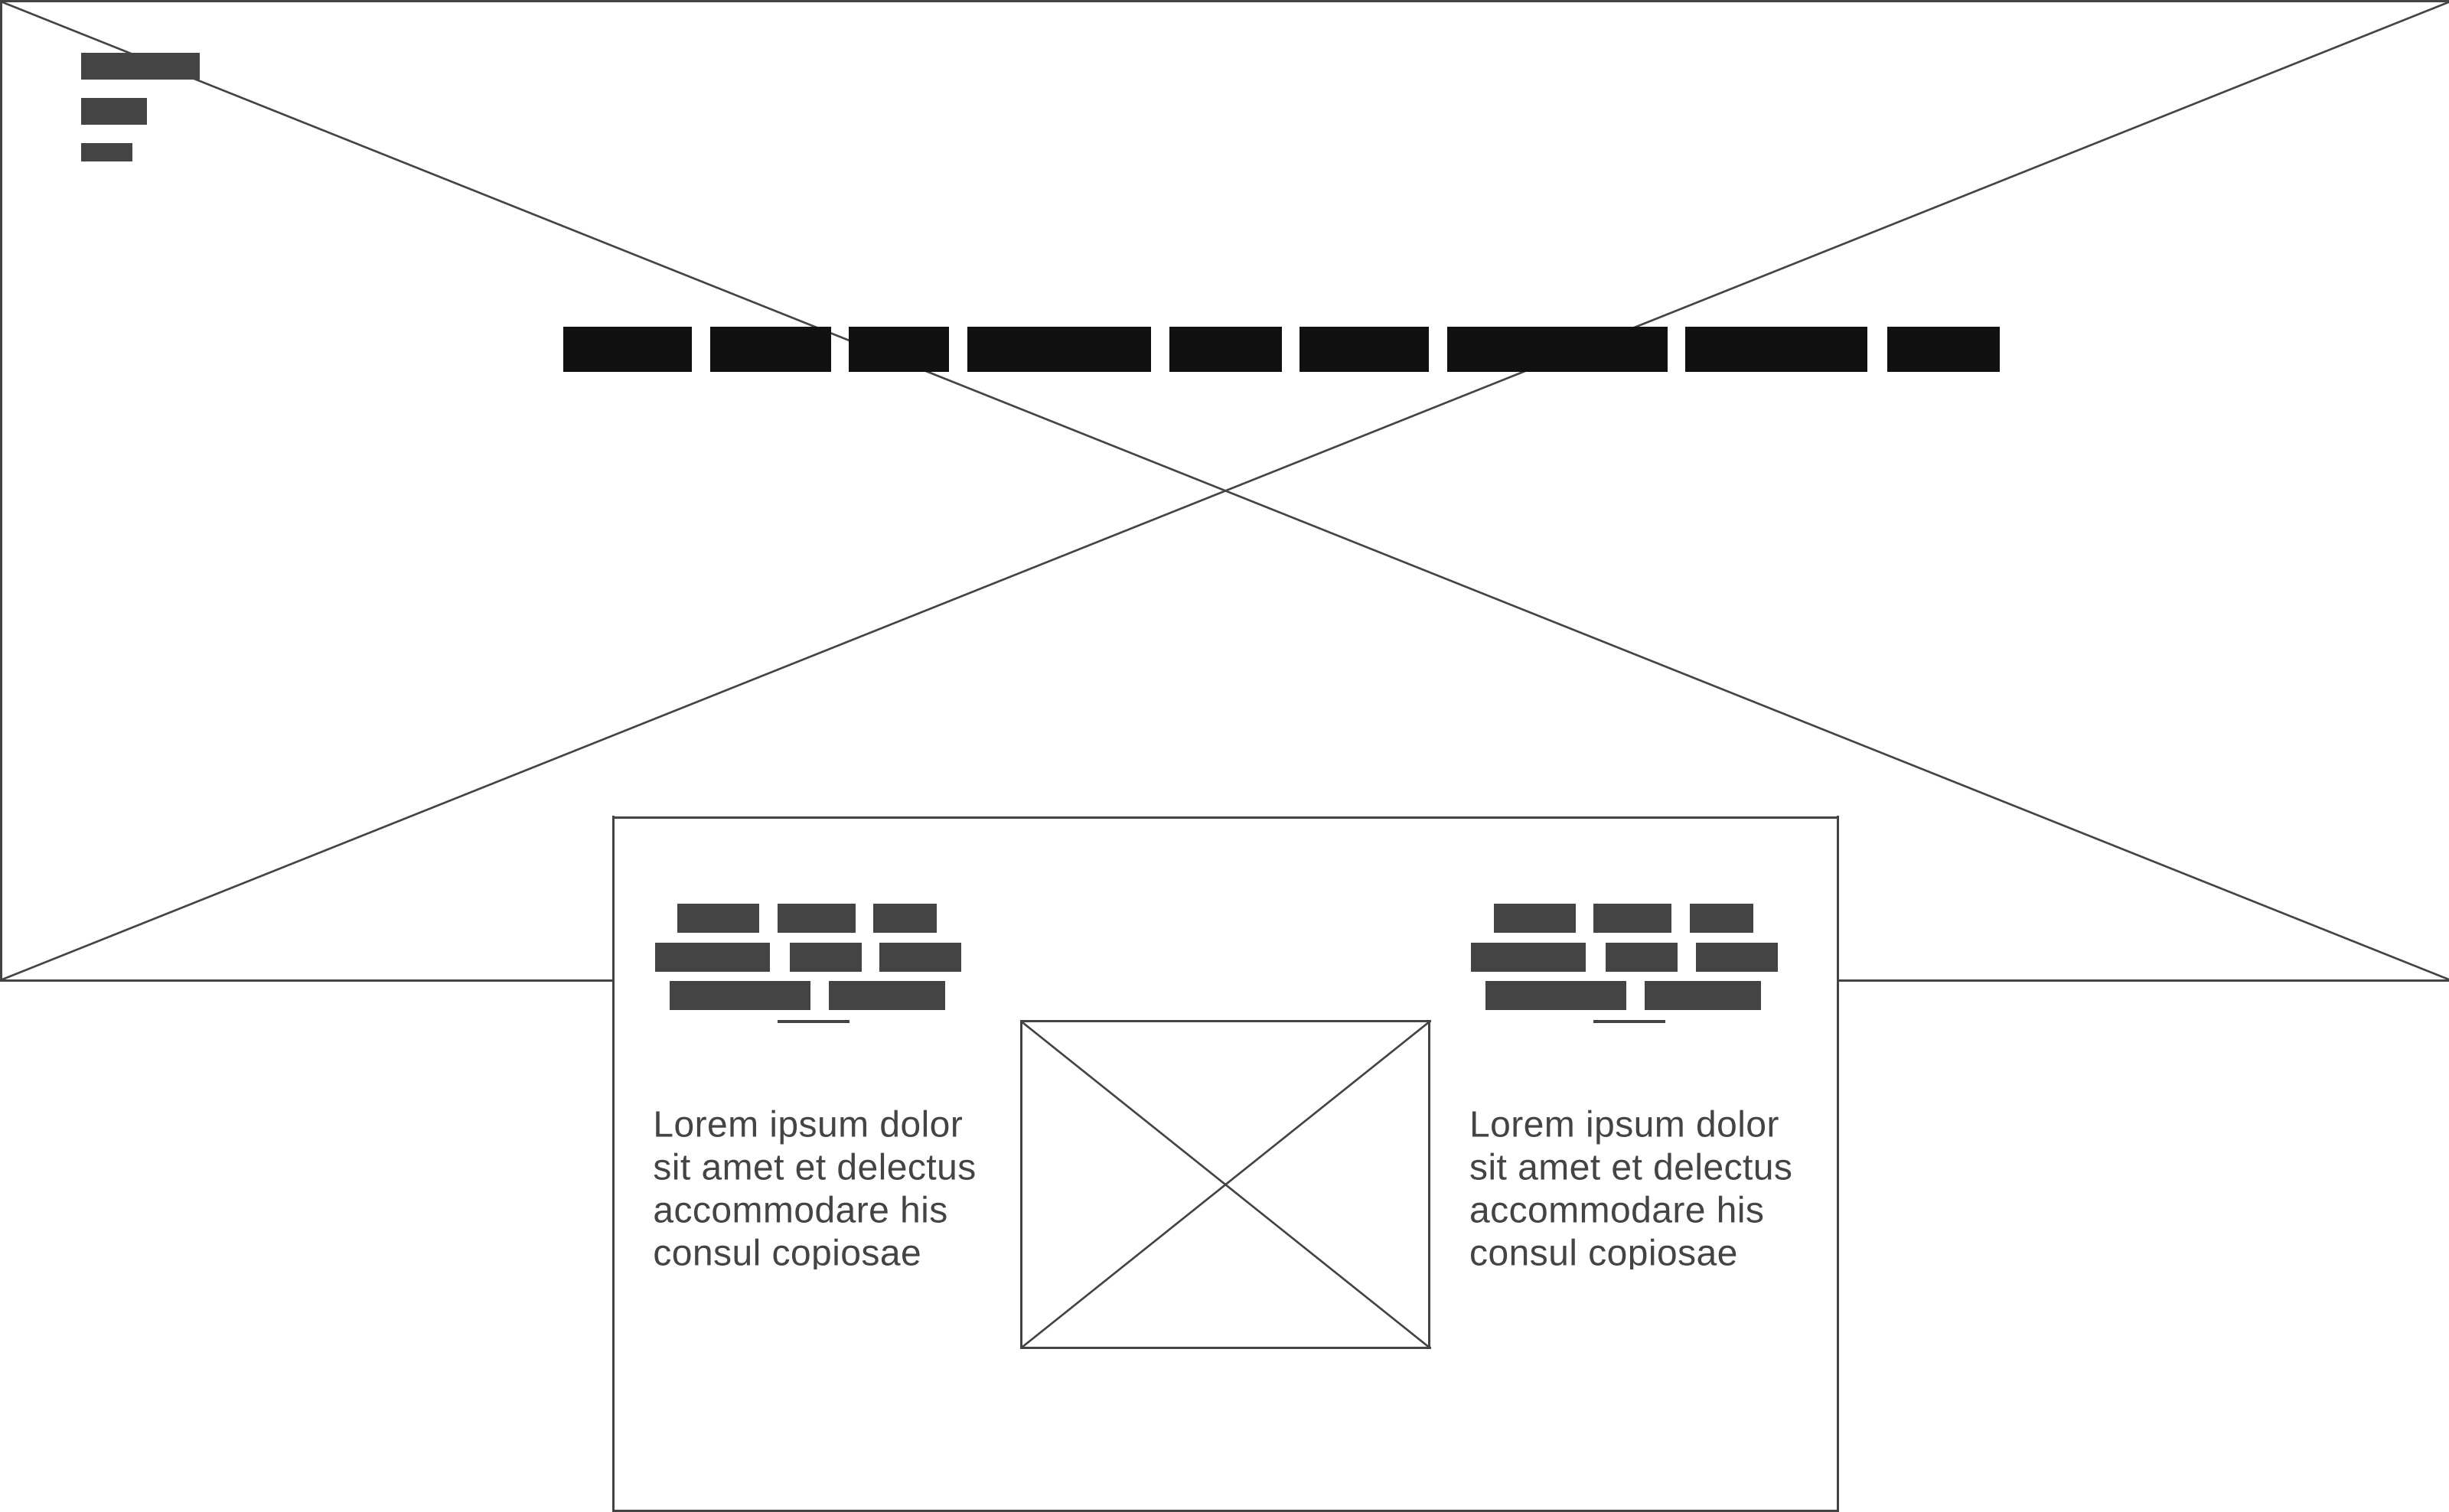 Lorem ipsum dolor
sit amet et delectus
accommodare his
consul copiosae
Lorem ipsum dolor
sit amet et delectus
accommodare his
consul copiosae